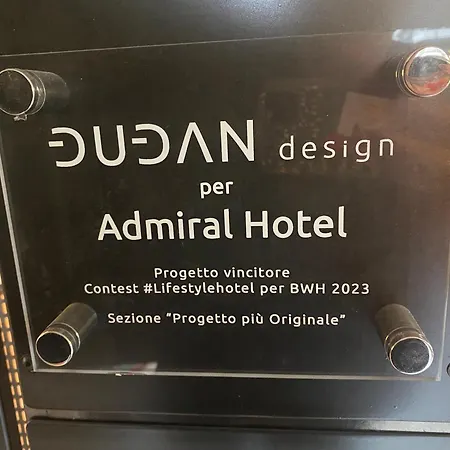 DUDAN design
per
Admiral Hotel
Progetto vincitore
Contest #Lifestylehotel per BWH 2023
Sezione "Progetto più Originale"